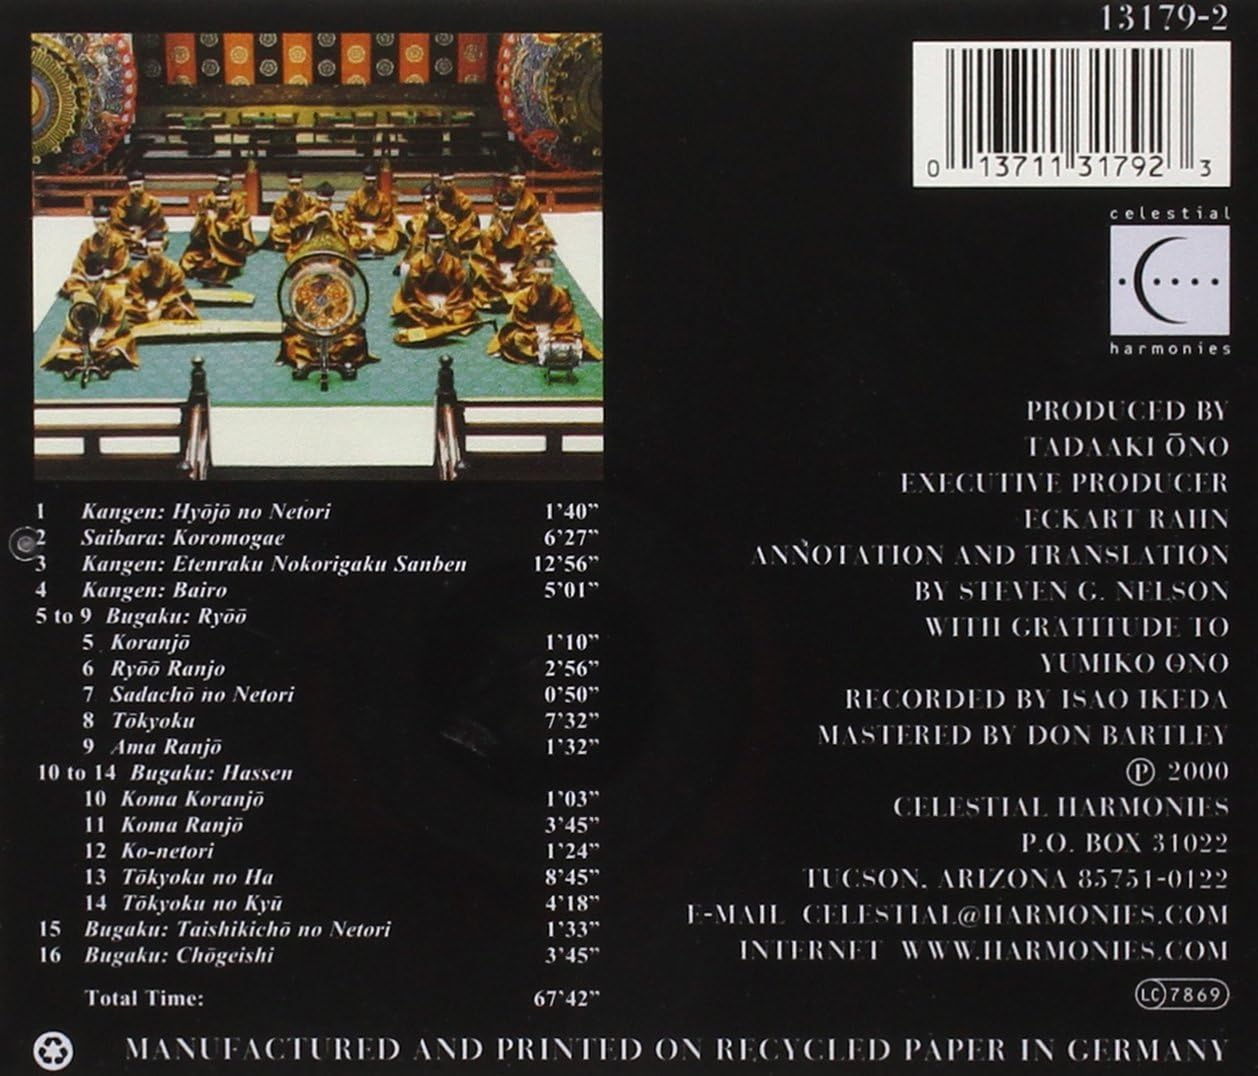 13179-2
0 13711 31792 3
celestial
harmonies
PRODUCED BY
TADAAKI ŌNO
EXECUTIVE PRODUCER
ECKART RAHN
ANNOTATION AND TRANSLATION
BY STEVEN G. NELSON
WITH GRATITUDE TO
YUMIKO ŌNO
RECORDED BY ISAO IKEDA
MASTERED BY DON BARTLEY
Ⓟ 2000
CELESTIAL HARMONIES
P.O. BOX 31022
TUCSON, ARIZONA 85751-0122
E-MAIL CELESTIAL@HARMONIES.COM
INTERNET WWW.HARMONIES.COM
LC 7869
1 Kangen: Hyōjō no Netori 1'40"
2 Saibara: Koromogae 6'27"
3 Kangen: Etenraku Nokorigaku Sanben 12'56"
4 Kangen: Bairo 5'01"
5 to 9 Bugaku: Ryōō
5 Koranjō 1'10"
6 Ryōō Ranjo 2'56"
7 Sadachō no Netori 0'50"
8 Tōkyoku 7'32"
9 Ama Ranjō 1'32"
10 to 14 Bugaku: Hassen
10 Koma Koranjō 1'03"
11 Koma Ranjō 3'45"
12 Ko-netori 1'24"
13 Tōkyoku no Ha 8'45"
14 Tōkyoku no Kyū 4'18"
15 Bugaku: Taishikichō no Netori 1'33"
16 Bugaku: Chōgeishi 3'45"
Total Time: 67'42"
MANUFACTURED AND PRINTED ON RECYCLED PAPER IN GERMANY